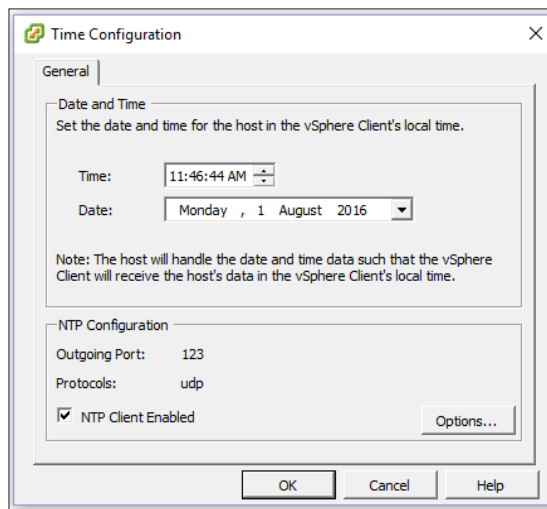 Time Configuration
General
Date and Time
Set the date and time for the host in the vSphere Client's local time.
Time: 11:46:44 AM
Date: Monday , 1 August 2016
Note: The host will handle the date and time data such that the vSphere
Client will receive the host's data in the vSphere Client's local time.
NTP Configuration
Outgoing Port: 123
Protocols: udp
NTP Client Enabled
Options...
OK Cancel Help